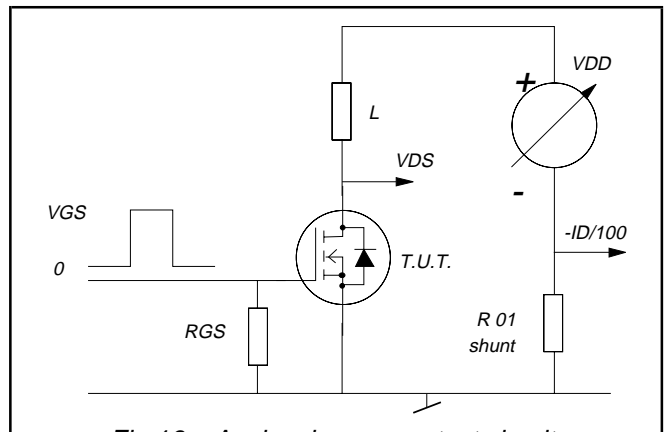 +
VDD
L
VDS
-
VGS
-ID/100
0
T.U.T.
RGS
R 01
shunt